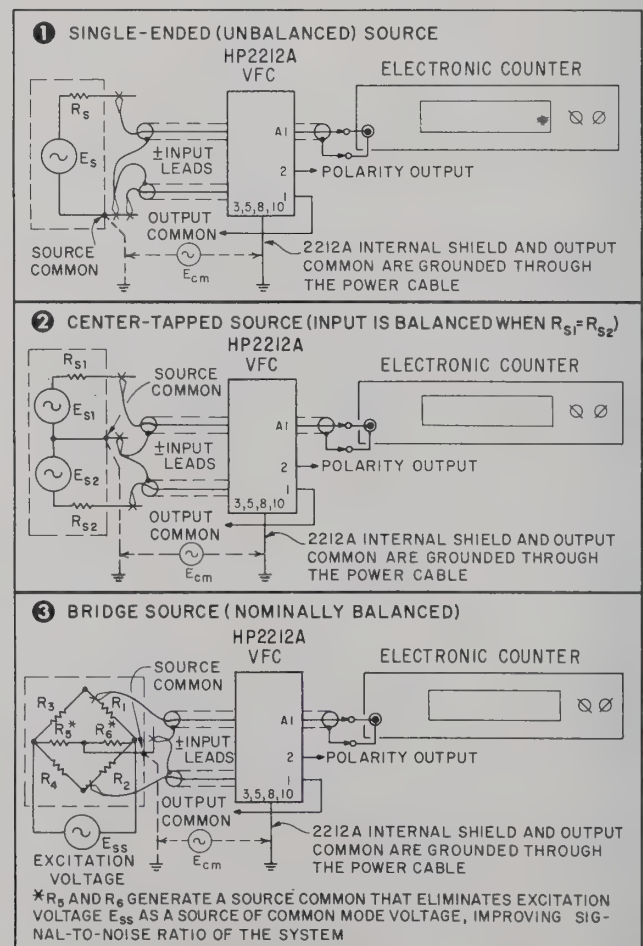 1 SINGLE-ENDED (UNBALANCED) SOURCE
HP2212A
VFC
ELECTRONIC COUNTER
RS
ES
±INPUT
LEADS
A1
2
POLARITY OUTPUT
1
3,5,8,10
OUTPUT
COMMON
SOURCE
COMMON
Ecm
2212A INTERNAL SHIELD AND OUTPUT
COMMON ARE GROUNDED THROUGH
THE POWER CABLE
2 CENTER-TAPPED SOURCE (INPUT IS BALANCED WHEN RS1=RS2)
HP2212A
VFC
ELECTRONIC COUNTER
RS1
SOURCE
COMMON
ES1
±INPUT
LEADS
A1
2
POLARITY OUTPUT
1
ES2
RS2
3,5,8,10
OUTPUT
COMMON
Ecm
2212A INTERNAL SHIELD AND OUTPUT
COMMON ARE GROUNDED THROUGH
THE POWER CABLE
3 BRIDGE SOURCE (NOMINALLY BALANCED)
HP2212A
VFC
ELECTRONIC COUNTER
SOURCE
COMMON
R3 R1
R5* R6*
R4 R2
±INPUT
LEADS
A1
2
POLARITY OUTPUT
1
3,5,8,10
OUTPUT
COMMON
ESS
EXCITATION
VOLTAGE
Ecm
2212A INTERNAL SHIELD AND OUTPUT
COMMON ARE GROUNDED THROUGH
THE POWER CABLE
*R5 AND R6 GENERATE A SOURCE COMMON THAT ELIMINATES EXCITATION
VOLTAGE ESS AS A SOURCE OF COMMON MODE VOLTAGE, IMPROVING SIG-
NAL-TO-NOISE RATIO OF THE SYSTEM